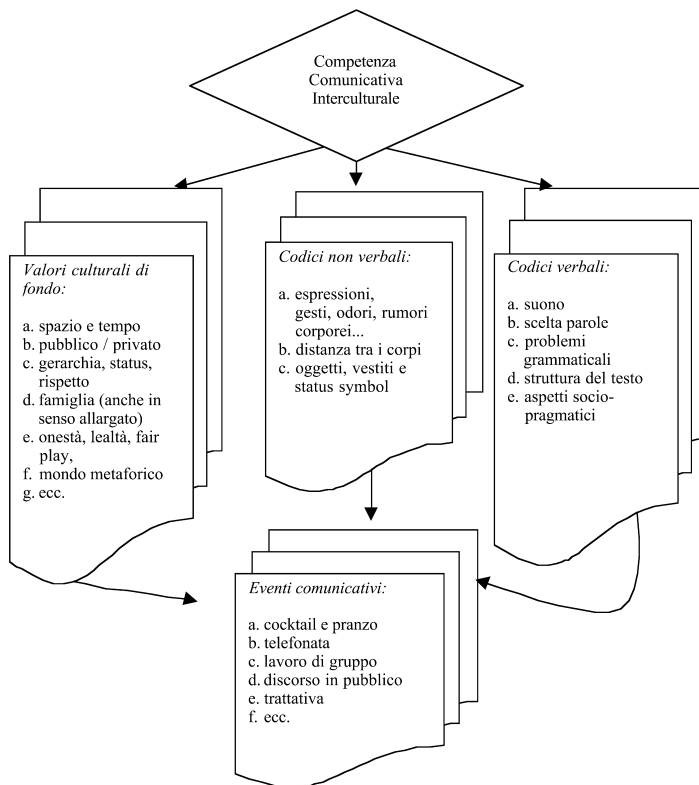 Competenza
Comunicativa
Interculturale
Valori culturali di
fondo:
a. spazio e tempo
b. pubblico / privato
c. gerarchia, status,
rispetto
d. famiglia (anche in
senso allargato)
e. onestà, lealtà, fair
play,
f. mondo metaforico
g. ecc.
Codici non verbali:
a. espressioni,
gesti, odori, rumori
corporei...
b. distanza tra i corpi
c. oggetti, vestiti e
status symbol
Codici verbali:
a. suono
b. scelta parole
c. problemi
grammaticali
d. struttura del testo
e. aspetti socio-
pragmatici
Eventi comunicativi:
a. cocktail e pranzo
b. telefonata
c. lavoro di gruppo
d. discorso in pubblico
e. trattativa
f. ecc.